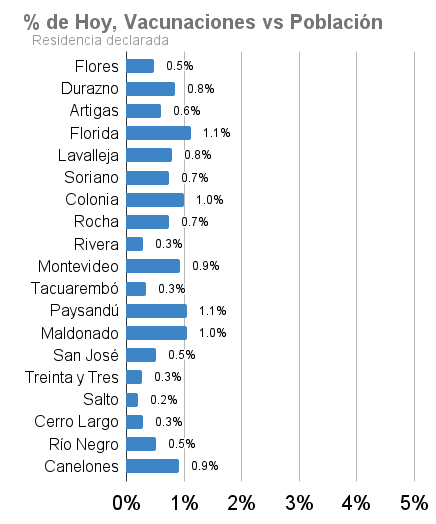 % de Hoy, Vacunaciones vs Población
Residencia declarada
Flores 0.5%
Durazno 0.8%
Artigas 0.6%
Florida 1.1%
Lavalleja 0.8%
Soriano 0.7%
Colonia 1.0%
Rocha 0.7%
Rivera 0.3%
Montevideo 0.9%
Tacuarembó 0.3%
Paysandú 1.1%
Maldonado 1.0%
San José 0.5%
Treinta y Tres 0.3%
Salto 0.2%
Cerro Largo 0.3%
Río Negro 0.5%
Canelones 0.9%
0% 1% 2% 3% 4% 5%